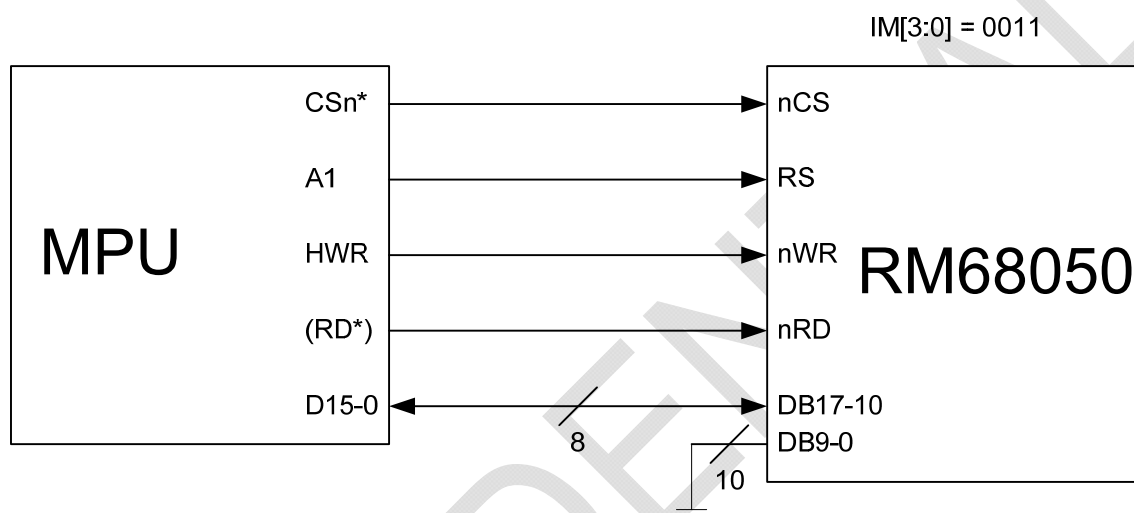 IM[3:0] = 0011
CSn*
nCS
A1
RS
MPU
HWR
nWR
RM68050
(RD*)
nRD
D15-0
8
DB17-10
DB9-0
10